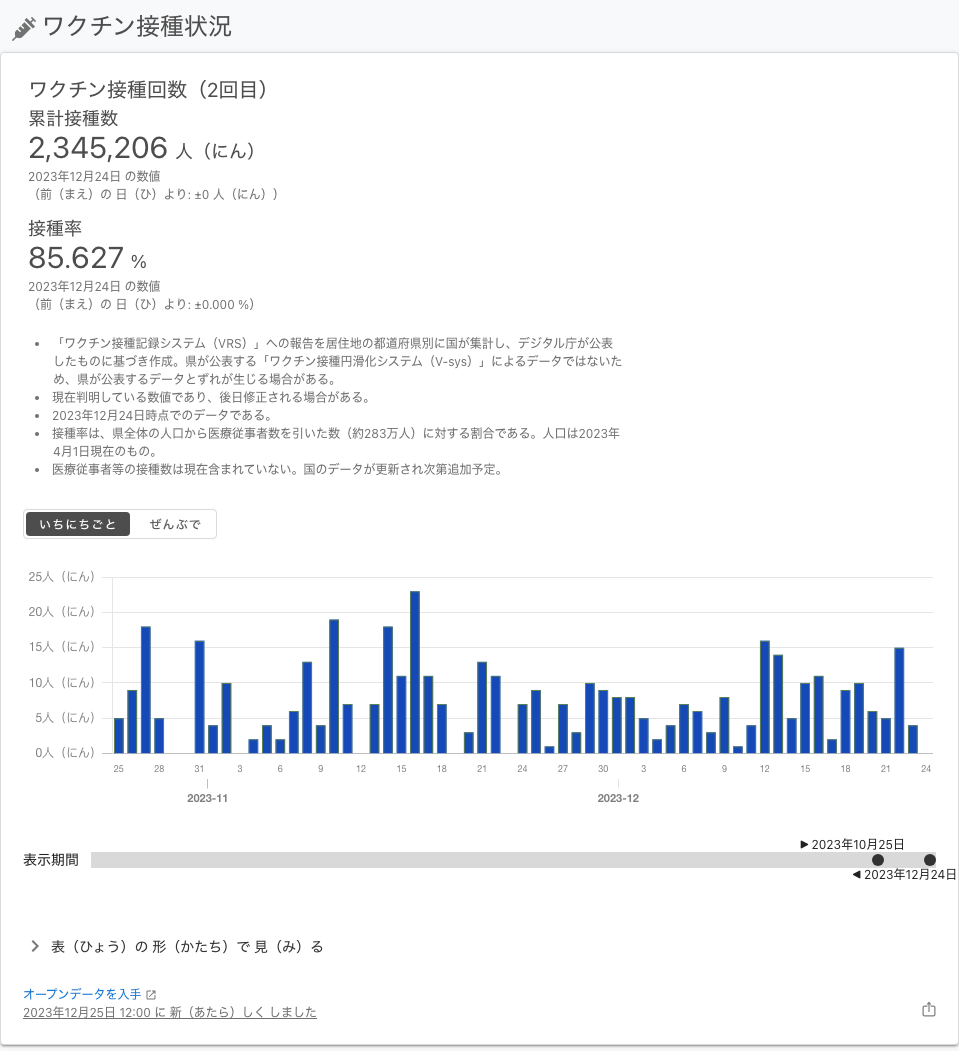 ワクチン接種状況
ワクチン接種回数（2回目）
累計接種数
2,345,206 人（にん）
2023年12月24日 の数値
（前（まえ）の 日（ひ）より: ±0 人（にん））
接種率
85.627 %
2023年12月24日 の数値
（前（まえ）の 日（ひ）より: ±0.000 %）
• 「ワクチン接種記録システム（VRS）」への報告を居住地の都道府県別に国が集計し、デジタル庁が公表
したものに基づき作成。県が公表する「ワクチン接種円滑化システム（V-sys）」によるデータではないた
め、県が公表するデータとずれが生じる場合がある。
• 現在判明している数値であり、後日修正される場合がある。
• 2023年12月24日時点でのデータである。
• 接種率は、県全体の人口から医療従事者数を引いた数（約283万人）に対する割合である。人口は2023年
4月1日現在のもの。
• 医療従事者等の接種数は現在含まれていない。国のデータが更新され次第追加予定。
いちにちごと ぜんぶで
25人（にん）
20人（にん）
15人（にん）
10人（にん）
5人（にん）
0人（にん）
25 28 31 3 6 9 12 15 18 21 24 27 30 3 6 9 12 15 18 21 24
2023-11 2023-12
▶ 2023年10月25日
表示期間
◀ 2023年12月24日
表（ひょう）の 形（かたち）で 見（み）る
オープンデータを入手
2023年12月25日 12:00 に 新（あたら）しく しました